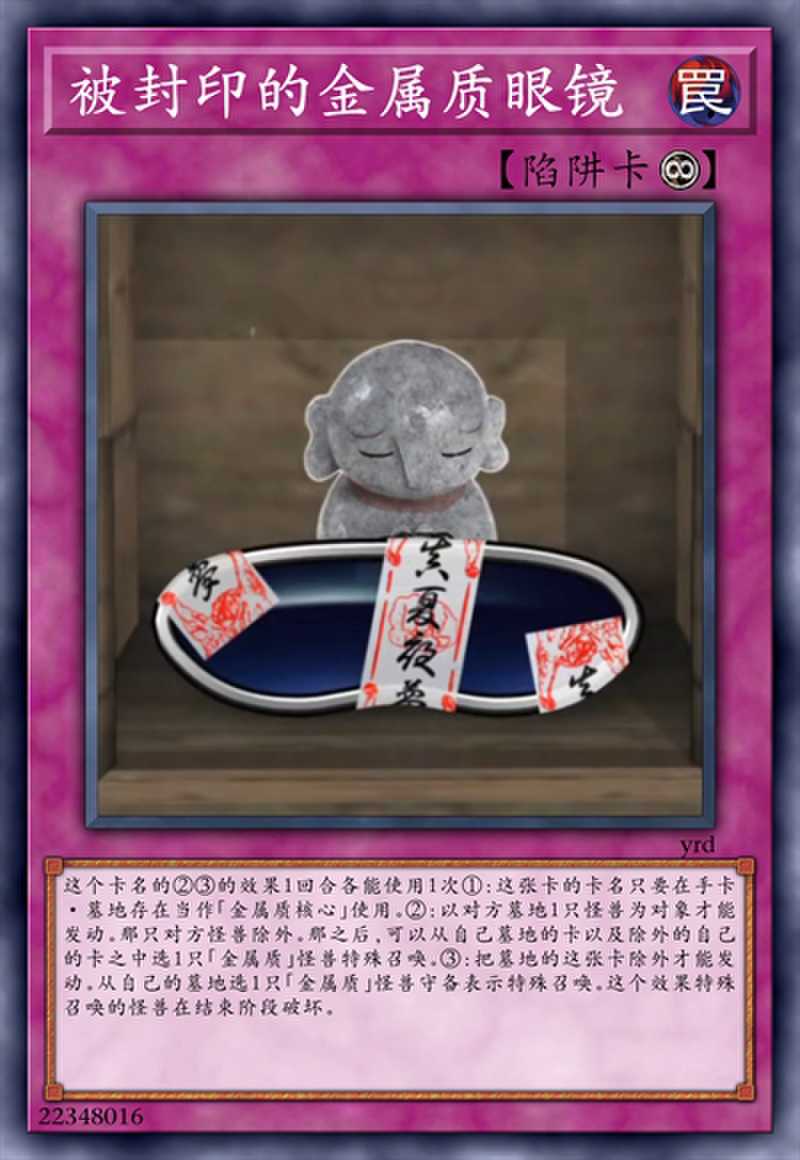 被封印的金属质眼镜 罠
【陷阱卡】
真夏夜
yrd
这个卡名的②③的效果1回合各能使用1次①:这张卡的卡名只要在手卡
·墓地存在当作「金属质核心」使用。②:以对方墓地1只怪兽为对象才能
发动。那只对方怪兽除外。那之后,可以从自己墓地的卡以及除外的自己
的卡之中选1只「金属质」怪兽特殊召唤。③:把墓地的这张卡除外才能发
动。从自己的墓地选1只「金属质」怪兽守备表示特殊召唤。这个效果特殊
召唤的怪兽在结束阶段破坏。
22348016